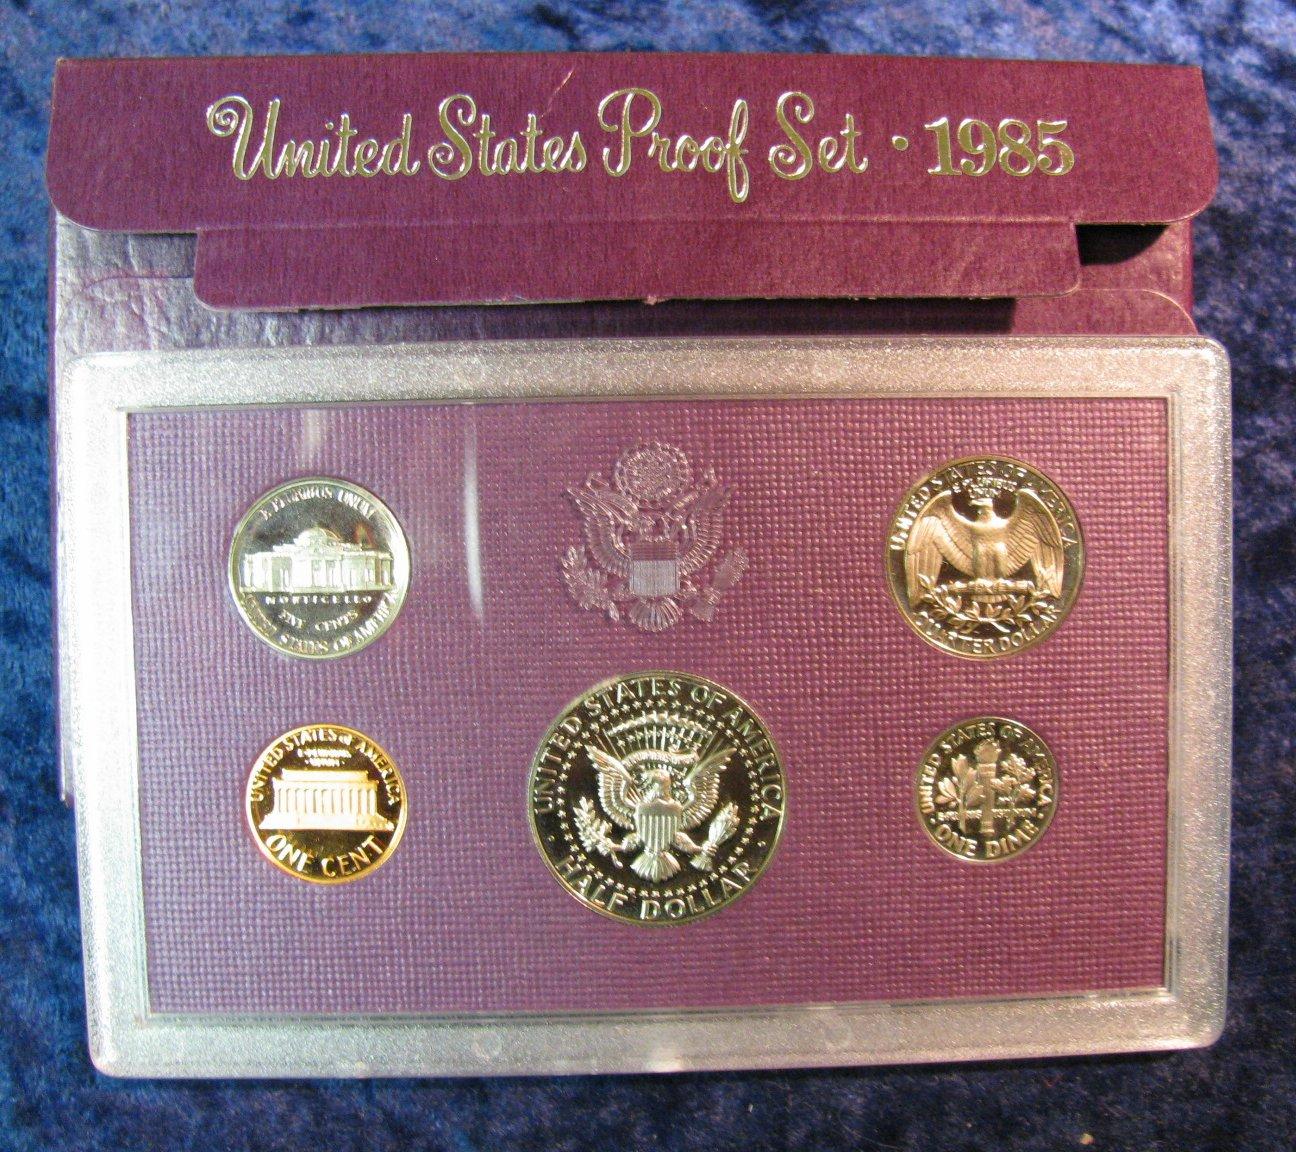 United States Proof Set · 1985
E PLURIBUS UNUM
MONTICELLO
FIVE CENTS
UNITED STATES OF AMERICA
UNITED STATES OF AMERICA
E PLURIBUS
UNUM
QUARTER DOLLAR
UNITED STATES OF AMERICA
E PLURIBUS
UNUM
ONE CENT
UNITED STATES OF AMERICA
HALF DOLLAR
UNITED STATES OF AMERICA
· ONE DIME ·